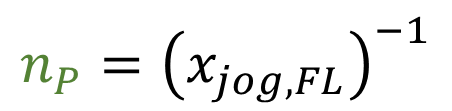 n_P = (x_{jog,FL})^{-1}